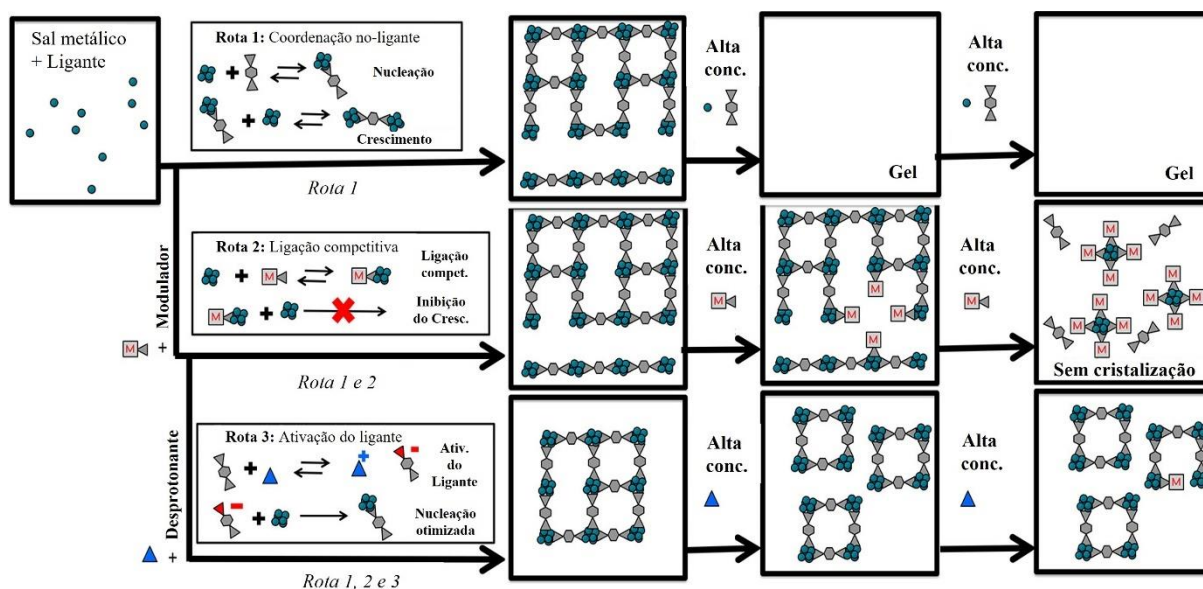 Sal metálico
+ Ligante
Rota 1: Coordenação no-ligante
Nucleação
Crescimento
Rota 1
Alta
conc.
Gel
Alta
conc.
Gel
+ Modulador
M
Rota 2: Ligação competitiva
M
M
Ligação
compet.
M
Inibição
do Cresc.
Rota 1 e 2
Alta
conc.
M
M
M
M
M
Alta
conc.
M
M
M
M
M
M
M
M
M
M
M
M
M
Sem cristalização
+ Desprotonante
Rota 3: Ativação do ligante
Ativ.
do
Ligante
Nucleação
otimizada
Rota 1, 2 e 3
Alta
conc.
Alta
conc.
M